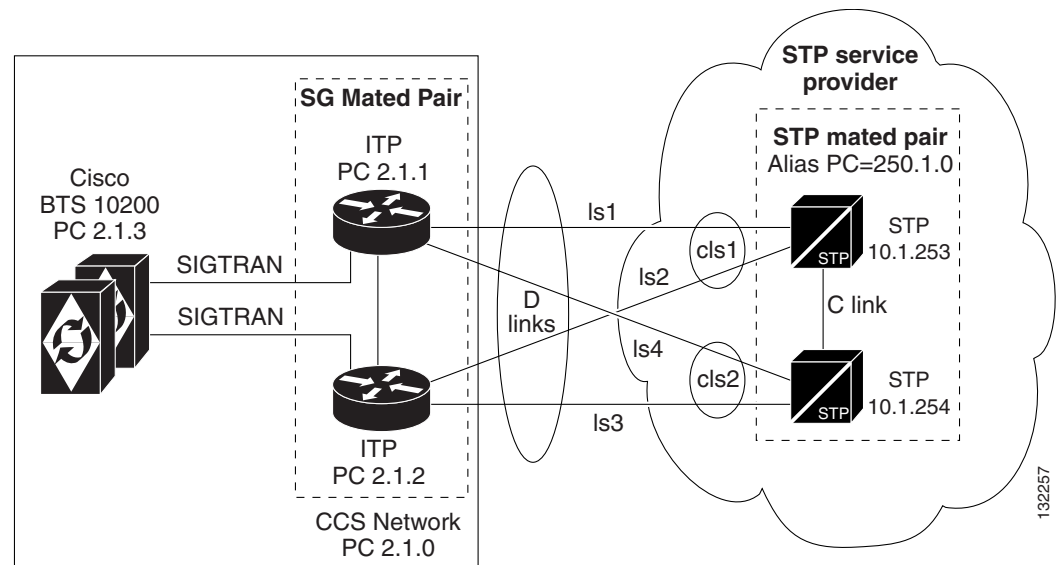 SG Mated Pair
ITP
PC 2.1.1
Cisco
BTS 10200
PC 2.1.3
SIGTRAN
SIGTRAN
ITP
PC 2.1.2
CCS Network
PC 2.1.0
D
links
ls1
ls2
ls4
ls3
cls1
cls2
STP service
provider
STP mated pair
Alias PC=250.1.0
STP
STP
10.1.253
C link
STP
STP
10.1.254
132257